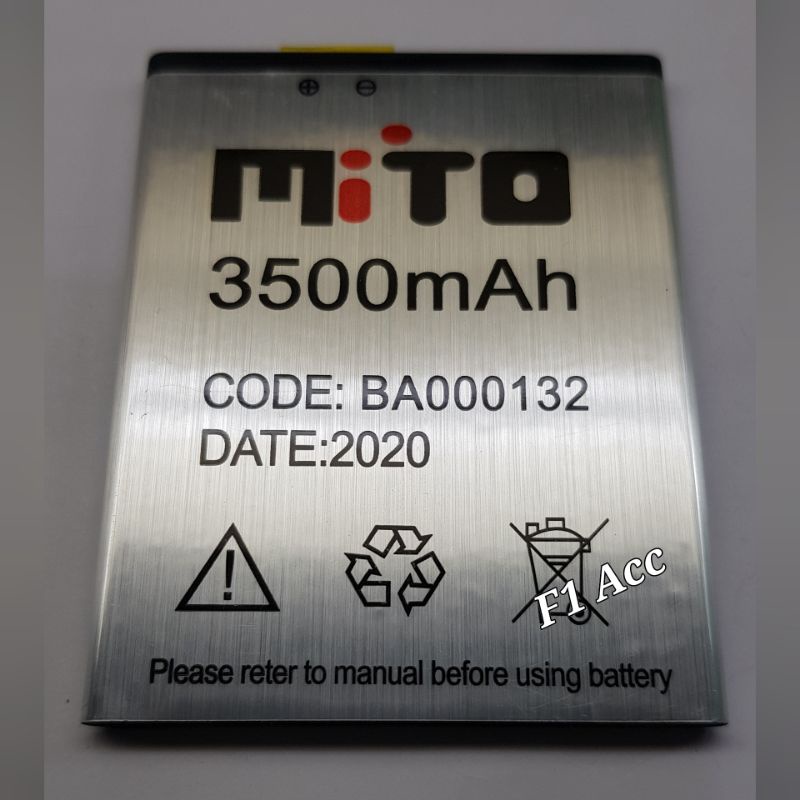 MiTO
3500mAh
CODE: BA000132
DATE:2020
F1 Acc
Please reter to manual before using battery